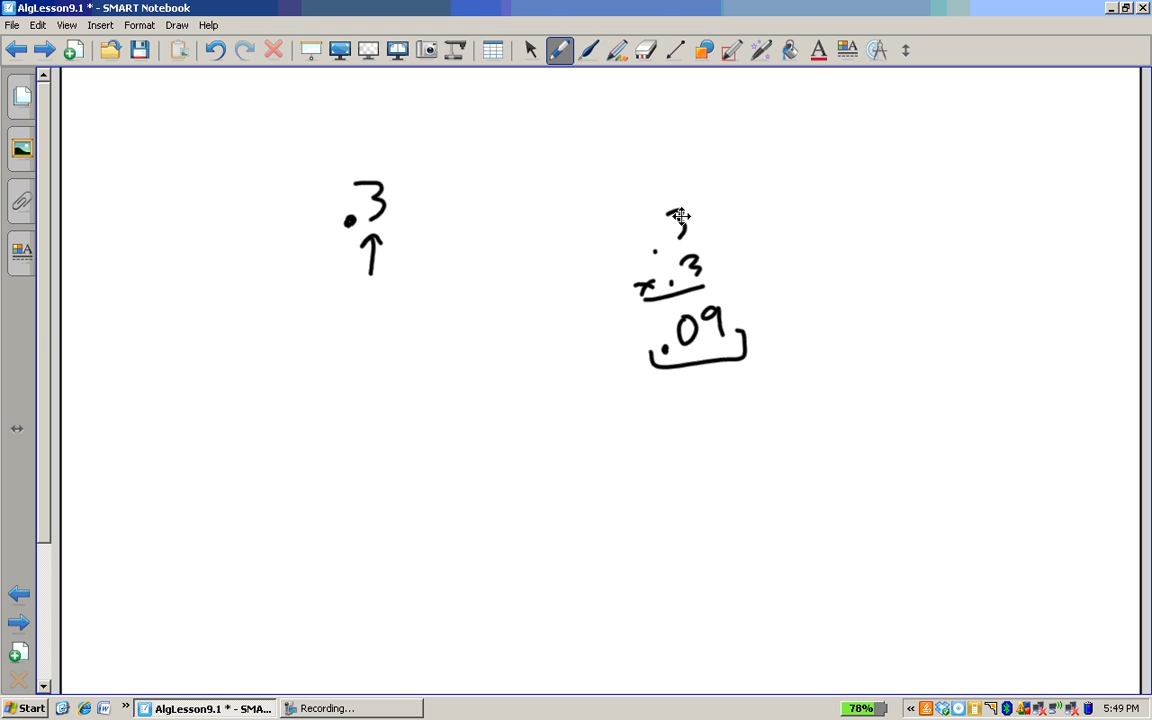 AlgLesson9.1 * - SMART Notebook
File Edit View Insert Format Draw Help
.3
.3
x .3
.09
Start
AlgLesson9.1 * - SMA...
Recording...
78%
5:49 PM